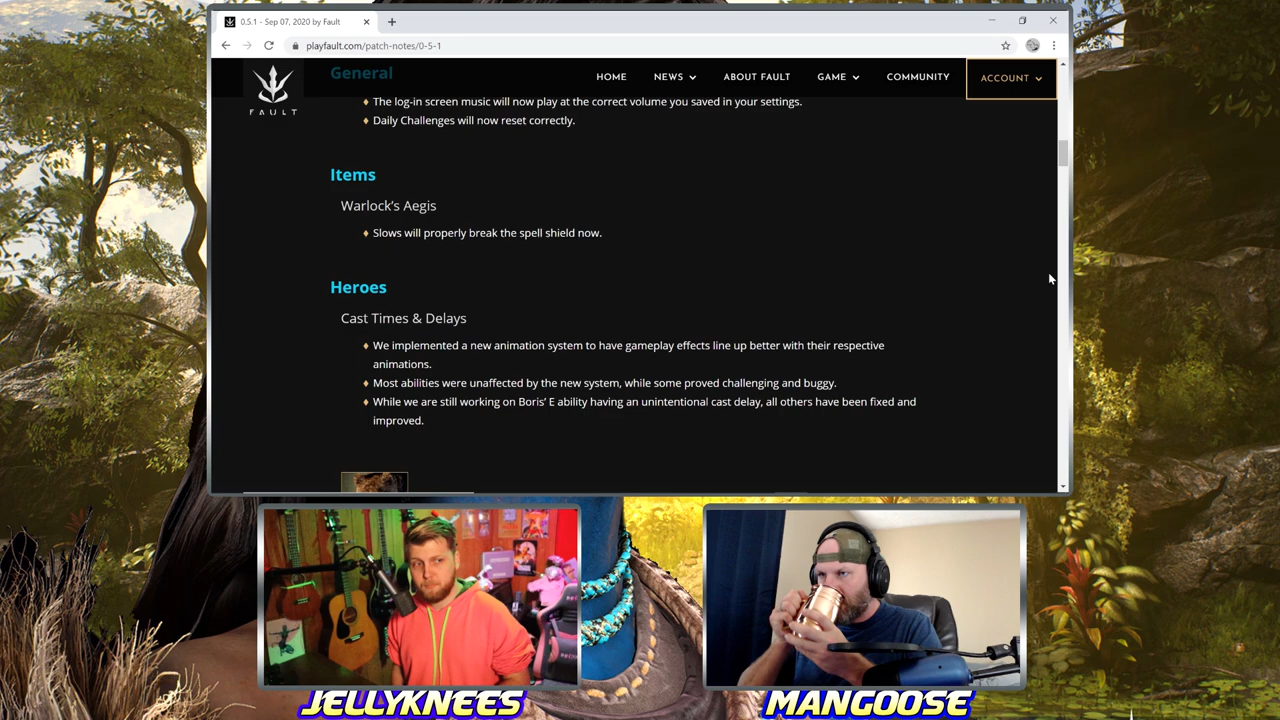 0.5.1 - Sep 07, 2020 by Fault
playfault.com/patch-notes/0-5-1
FAULT
HOME NEWS ABOUT FAULT GAME COMMUNITY ACCOUNT
General
The log-in screen music will now play at the correct volume you saved in your settings.
Daily Challenges will now reset correctly.
Items
Warlock's Aegis
Slows will properly break the spell shield now.
Heroes
Cast Times & Delays
We implemented a new animation system to have gameplay effects line up better with their respective
animations.
Most abilities were unaffected by the new system, while some proved challenging and buggy.
While we are still working on Boris' E ability having an unintentional cast delay, all others have been fixed and
improved.
JELLYKNEES
MANGOOSE